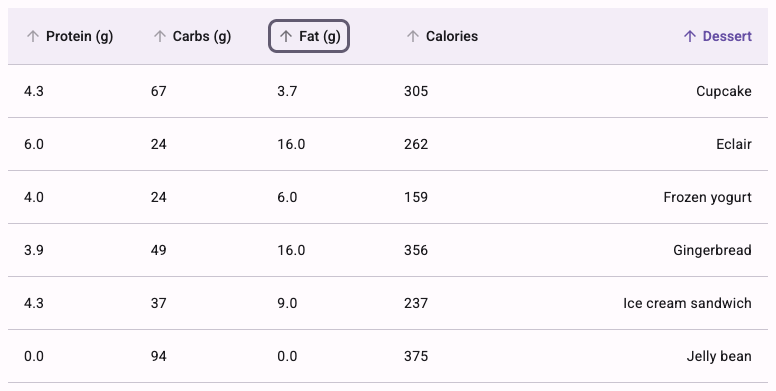 Protein (g) Carbs (g) Fat (g) Calories Dessert
4.3 67 3.7 305 Cupcake
6.0 24 16.0 262 Eclair
4.0 24 6.0 159 Frozen yogurt
3.9 49 16.0 356 Gingerbread
4.3 37 9.0 237 Ice cream sandwich
0.0 94 0.0 375 Jelly bean